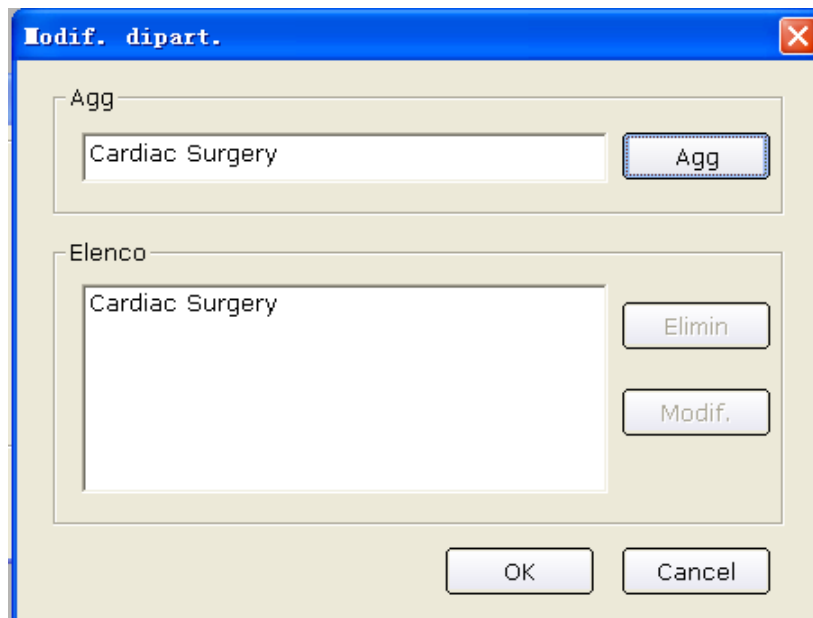 Modif. dipart.
Agg
Cardiac Surgery
Agg
Elenco
Cardiac Surgery
Elimin
Modif.
OK
Cancel